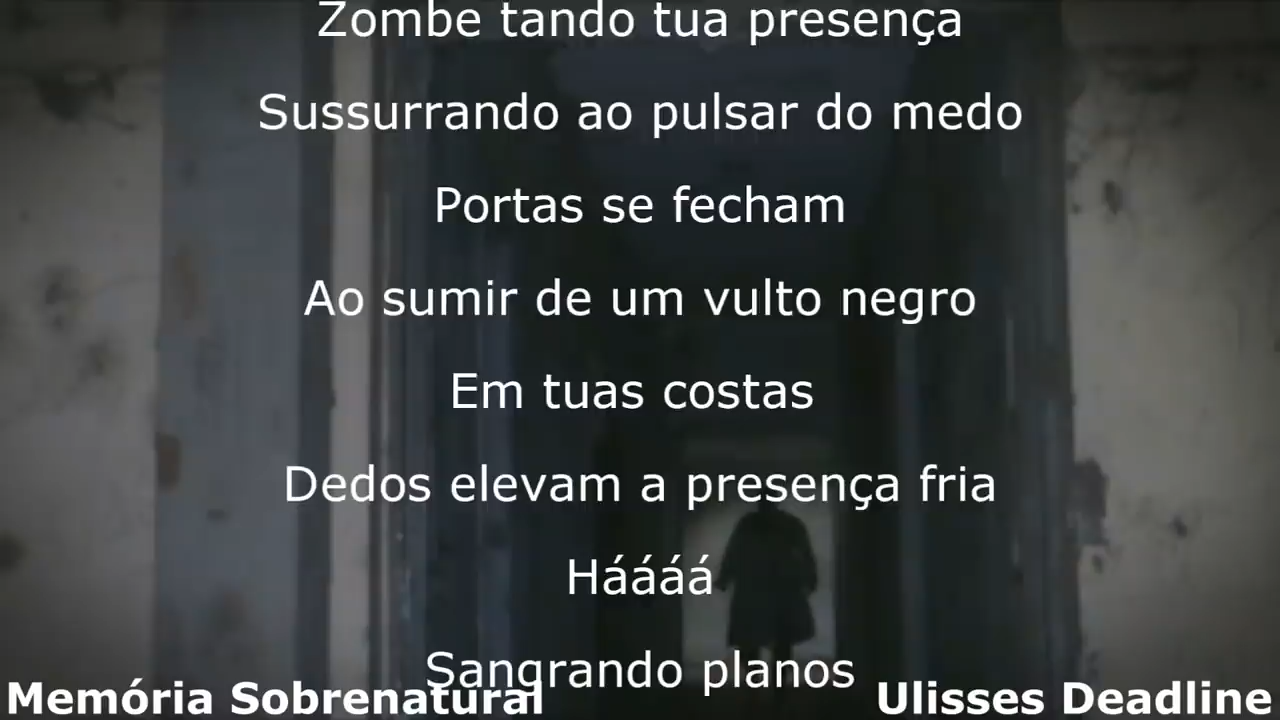 Zombe tando tua presença
Sussurrando ao pulsar do medo
Portas se fecham
Ao sumir de um vulto negro
Em tuas costas
Dedos elevam a presença fria
Háááá
Sangrando planos
Memória Sobrenatural
Ulisses Deadline